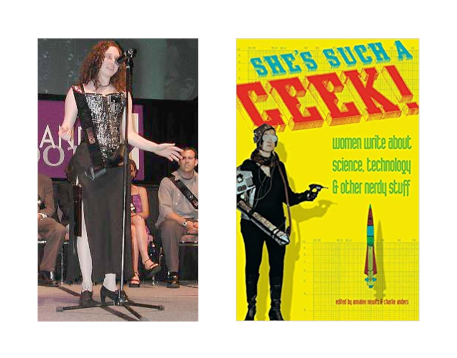 SHE'S SUCH A
GEEK!
women write about
science, technology
& other nerdy stuff
edited by annalee newitz & charlie anders